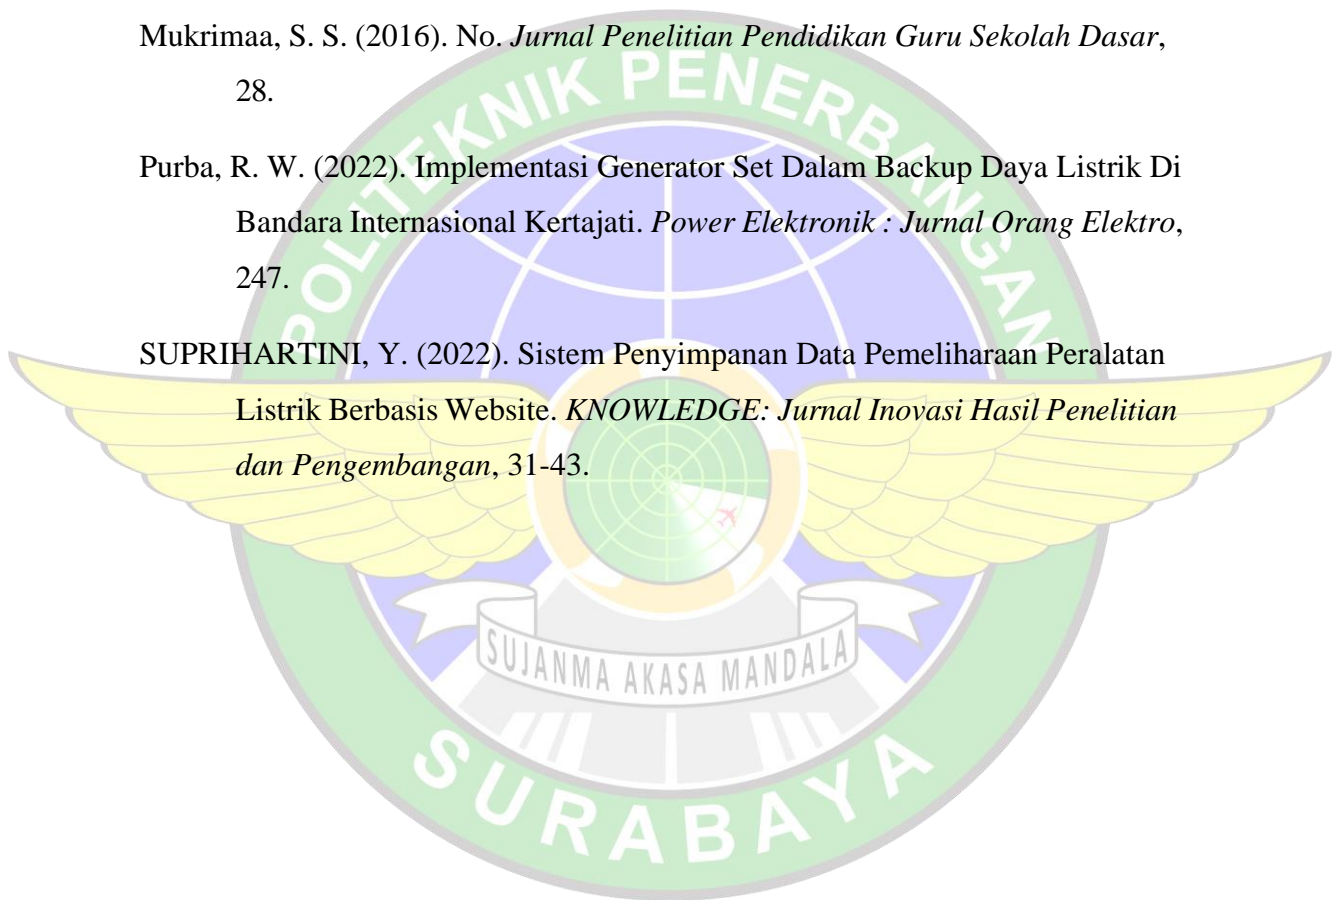 Mukrimaa, S. S. (2016). No. Jurnal Penelitian Pendidikan Guru Sekolah Dasar,
28.
Purba, R. W. (2022). Implementasi Generator Set Dalam Backup Daya Listrik Di
Bandara Internasional Kertajati. Power Elektronik : Jurnal Orang Elektro,
247.
SUPRIHARTINI, Y. (2022). Sistem Penyimpanan Data Pemeliharaan Peralatan
Listrik Berbasis Website. KNOWLEDGE: Jurnal Inovasi Hasil Penelitian
dan Pengembangan, 31-43.
POLITEKNIK PENERBANGAN
SUJANMA AKASA MANDALA
SURABAYA